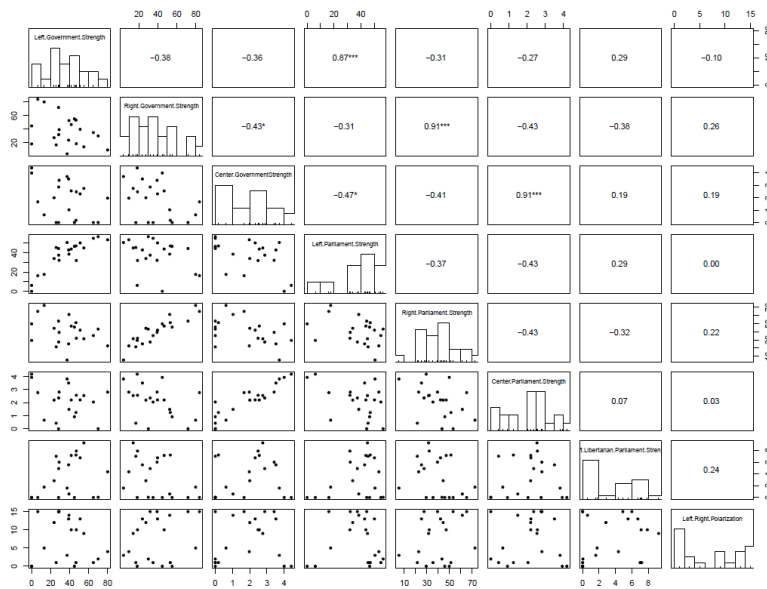 20 40 60 80 20 40 0 1 2 3 4 0 5 10 15
Left.Government.Strength
−0.38 −0.36 0.87*** −0.31 −0.27 0.29 −0.10
Right.Government.Strength
−0.43* −0.31 0.91*** −0.43 −0.38 0.26
20 60
Center.GovernmentStrength
−0.47* −0.41 0.91*** 0.19 0.19
Left.Parliament.Strength
−0.37 −0.43 0.29 0.00
0 20 40
Right.Parliament.Strength
−0.43 −0.32 0.22
Center.Parliament.Strength
0.07 0.03
0 1 2 3 4
ft.Libertarian.Parliament.Stren
0.24
Left.Right.Polarization
0 5 10 15
0 20 40 60 80 0 1 2 3 4 10 30 50 70 0 2 4 6 8